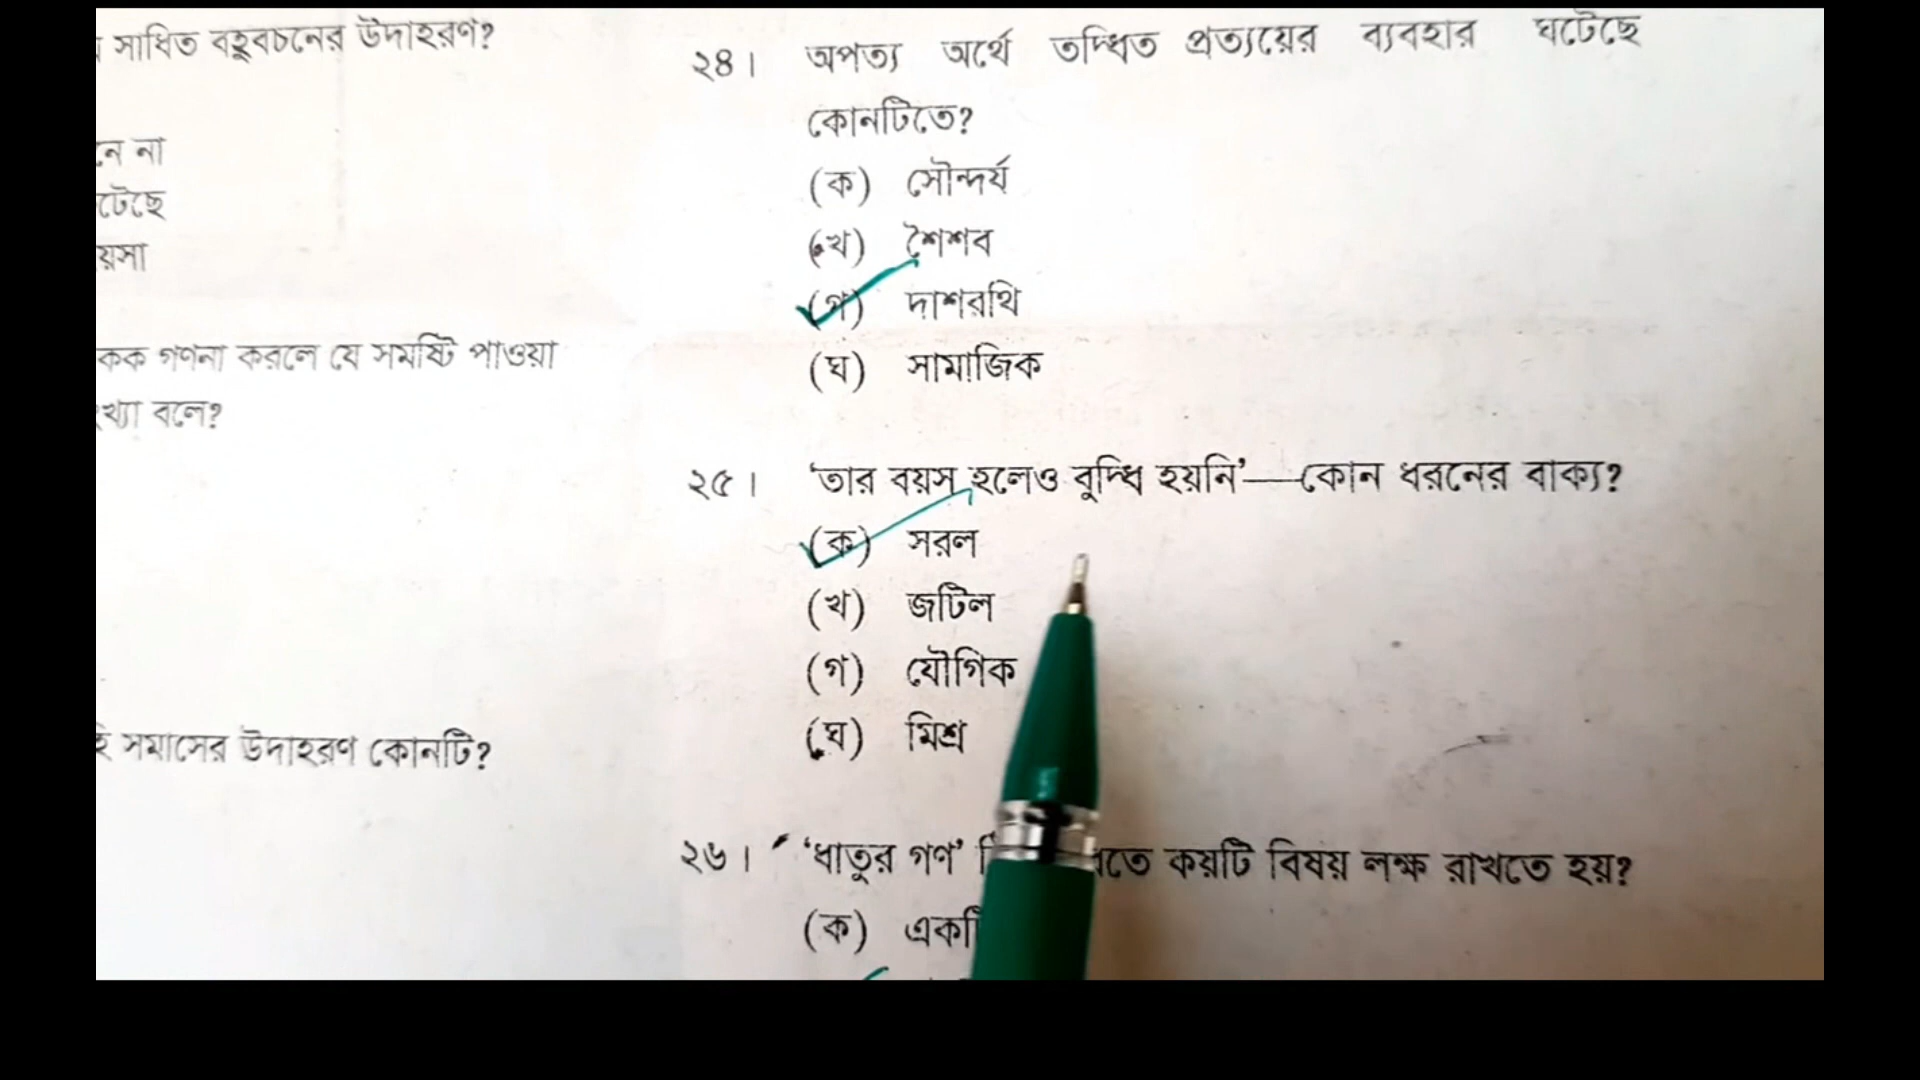 সাধিত বহুবচনের উদাহরণ?
নে না
টেছে
য়সা
কক গণনা করলে যে সমষ্টি পাওয়া
খ্যা বলে?
সমাসের উদাহরণ কোনটি?
২৪। অপত্য অর্থে তদ্ধিত প্রত্যয়ের ব্যবহার ঘটেছে
কোনটিতে?
(ক) সৌন্দর্য
(খ) শৈশব
(গ) দাশরথি
(ঘ) সামাজিক
২৫। 'তার বয়স হলেও বুদ্ধি হয়নি'—কোন ধরনের বাক্য?
(ক) সরল
(খ) জটিল
(গ) যৌগিক
(ঘ) মিশ্র
২৬। 'ধাতুর গণ' কয়টি বিষয় লক্ষ রাখতে হয়?
(ক)